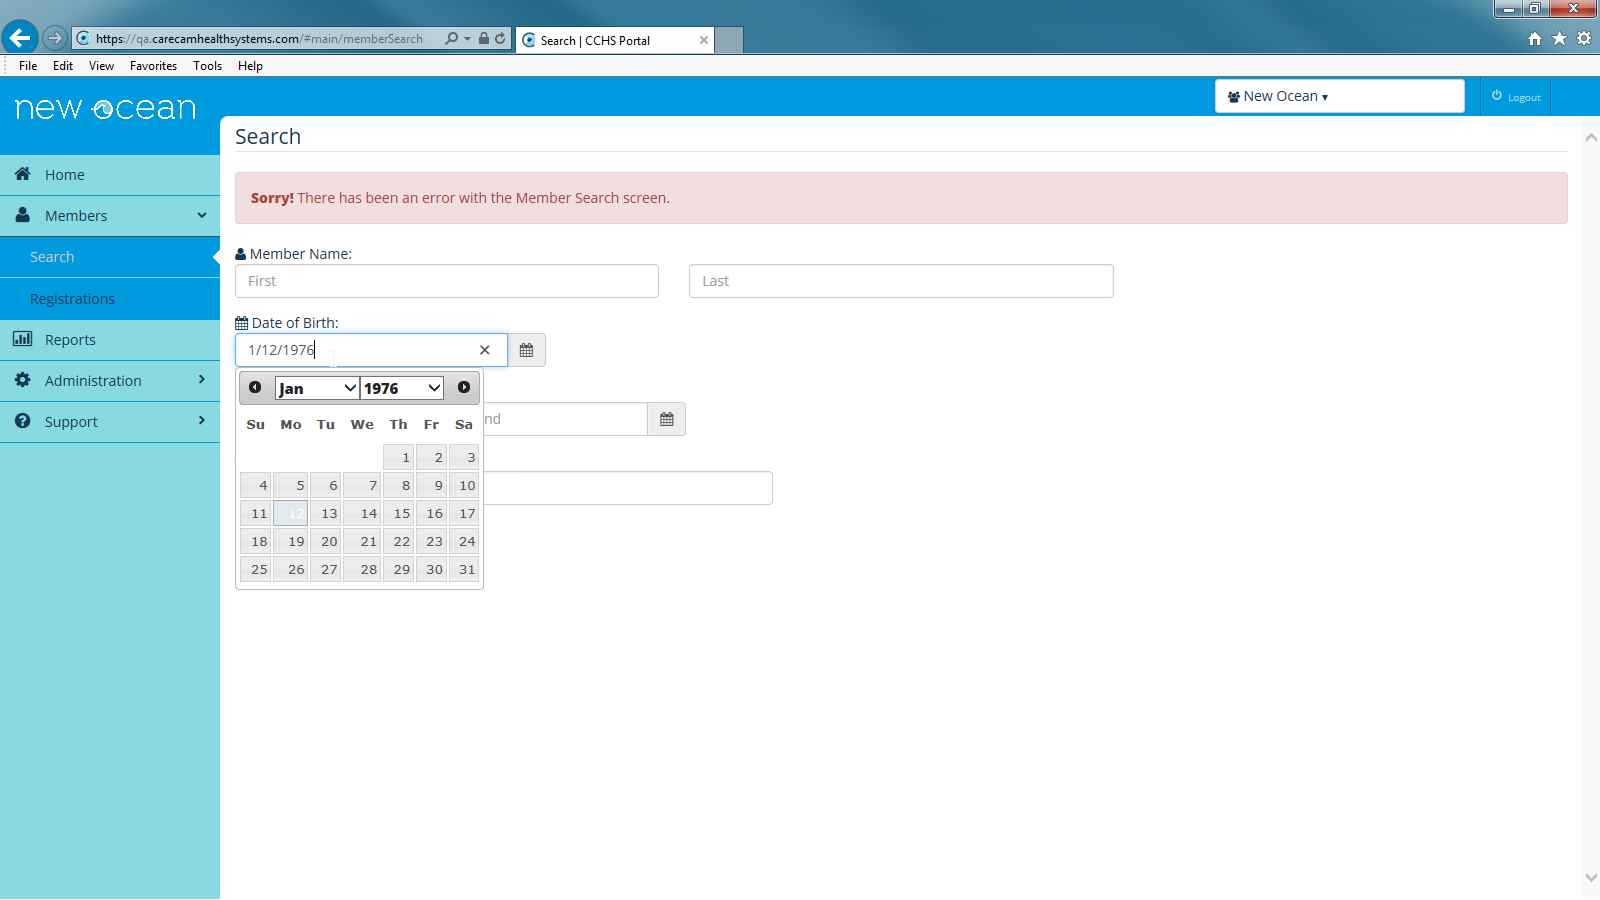 https://qa.carecamhealthsystems.com/#main/memberSearch
Search | CCHS Portal
File Edit View Favorites Tools Help
new ocean
New Ocean
Logout
Search
Home
Members
Search
Registrations
Reports
Administration
Support
Sorry! There has been an error with the Member Search screen.
Member Name:
First Last
Date of Birth:
1/12/1976
Jan 1976
Su Mo Tu We Th Fr Sa
1 2 3
4 5 6 7 8 9 10
11 12 13 14 15 16 17
18 19 20 21 22 23 24
25 26 27 28 29 30 31
nd